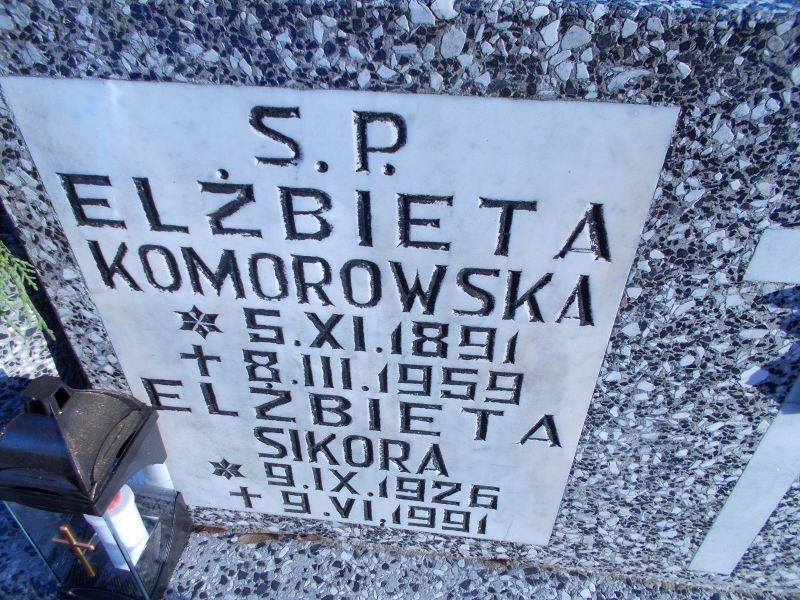 Ś.P.
ELŻBIETA
KOMOROWSKA
* 5.XI.1891
+ 8.III.1959
ELŻBIETA
SIKORA
* 9.IX.1926
+ 9.VI.1991